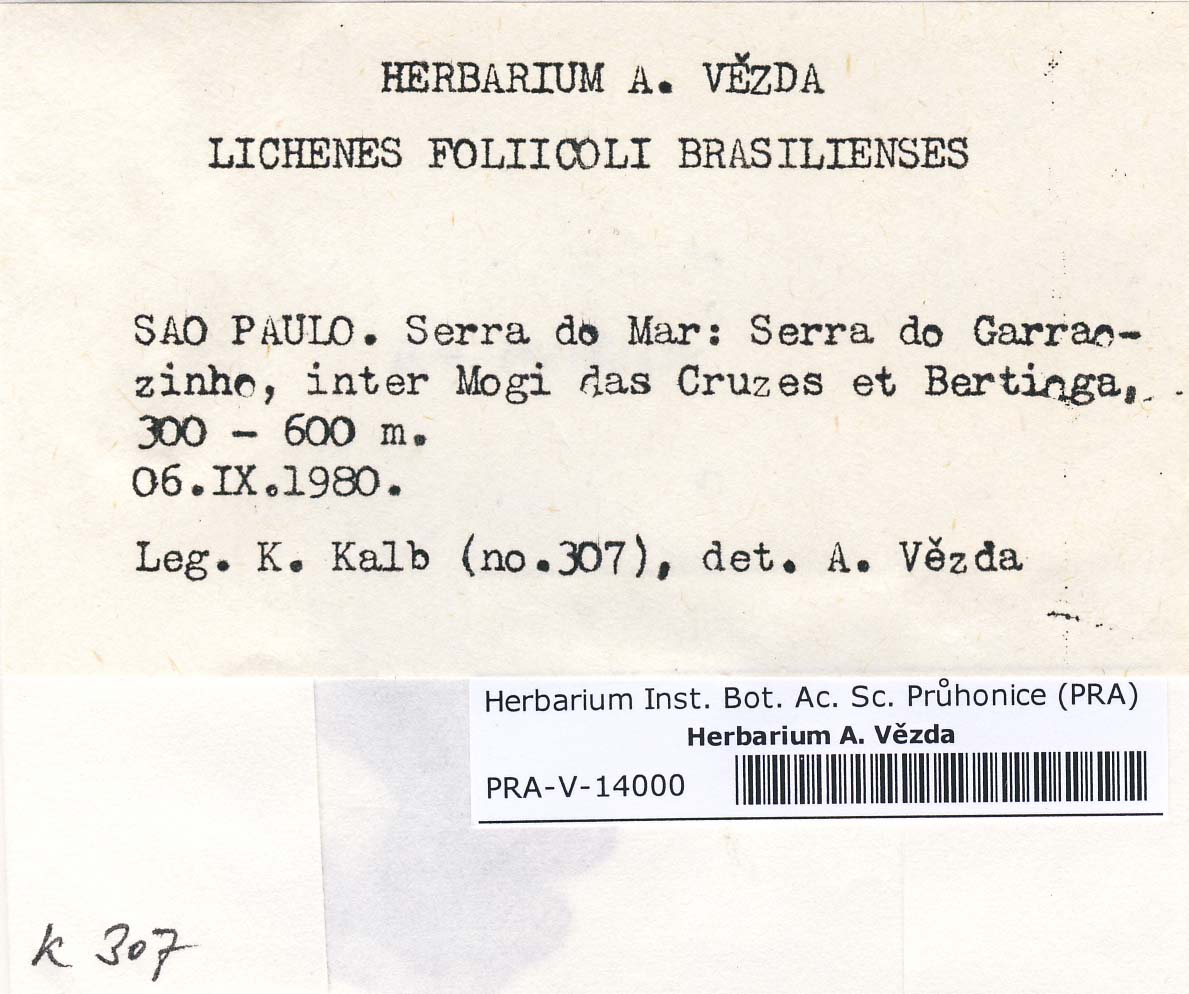 HERBARIUM A. VĚZDA
LICHENES FOLIICOLI BRASILIENSES
SAO PAULO. Serra do Mar: Serra do Garrao-
zinho, inter Mogi das Cruzes et Bertioga,
300 – 600 m.
06.IX.1980.
Leg. K. Kalb (no.307), det. A. Vězda
Herbarium Inst. Bot. Ac. Sc. Průhonice (PRA)
Herbarium A. Vězda
PRA-V-14000
K 307